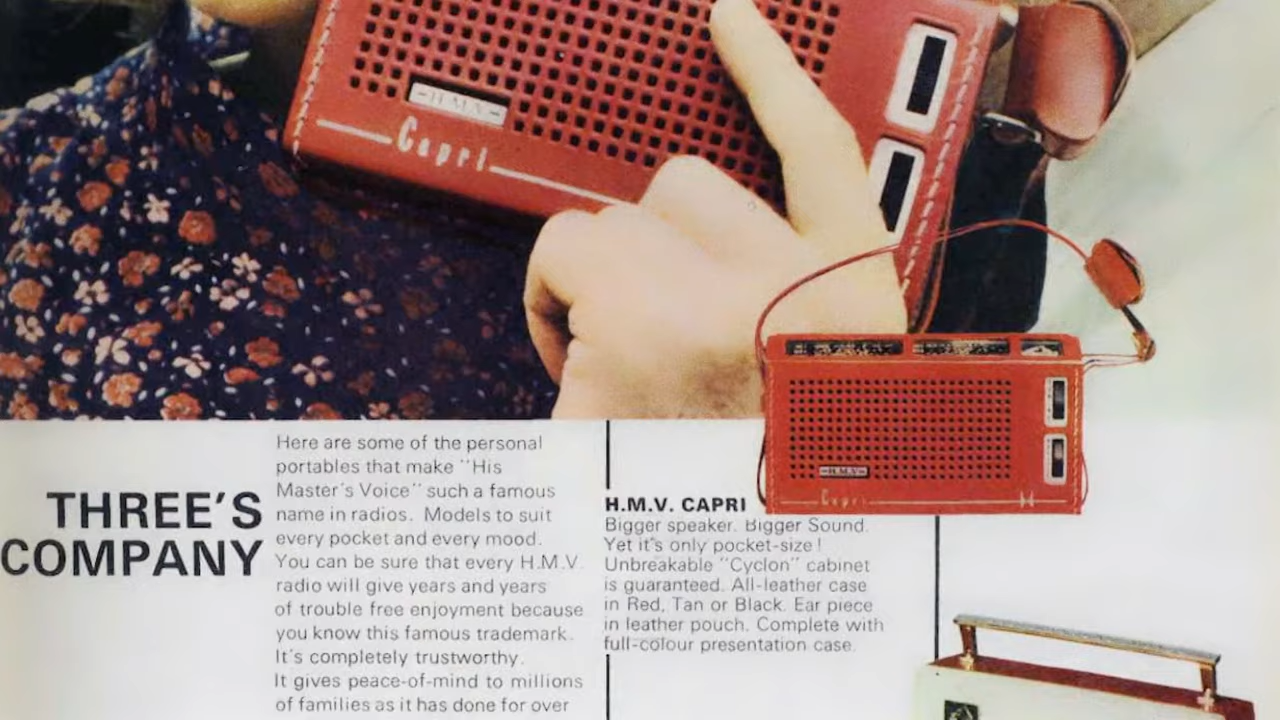 H.M.V
Capri
THREE'S
COMPANY
Here are some of the personal
portables that make "His
Master's Voice" such a famous
name in radios. Models to suit
every pocket and every mood.
You can be sure that every H.M.V.
radio will give years and years
of trouble free enjoyment because
you know this famous trademark.
It's completely trustworthy.
It gives peace-of-mind to millions
of families as it has done for over
H.M.V
Capri
H.M.V. CAPRI
Bigger speaker. Bigger Sound.
Yet it's only pocket-size!
Unbreakable "Cyclon" cabinet
is guaranteed. All-leather case
in Red, Tan or Black. Ear piece
in leather pouch. Complete with
full-colour presentation case.